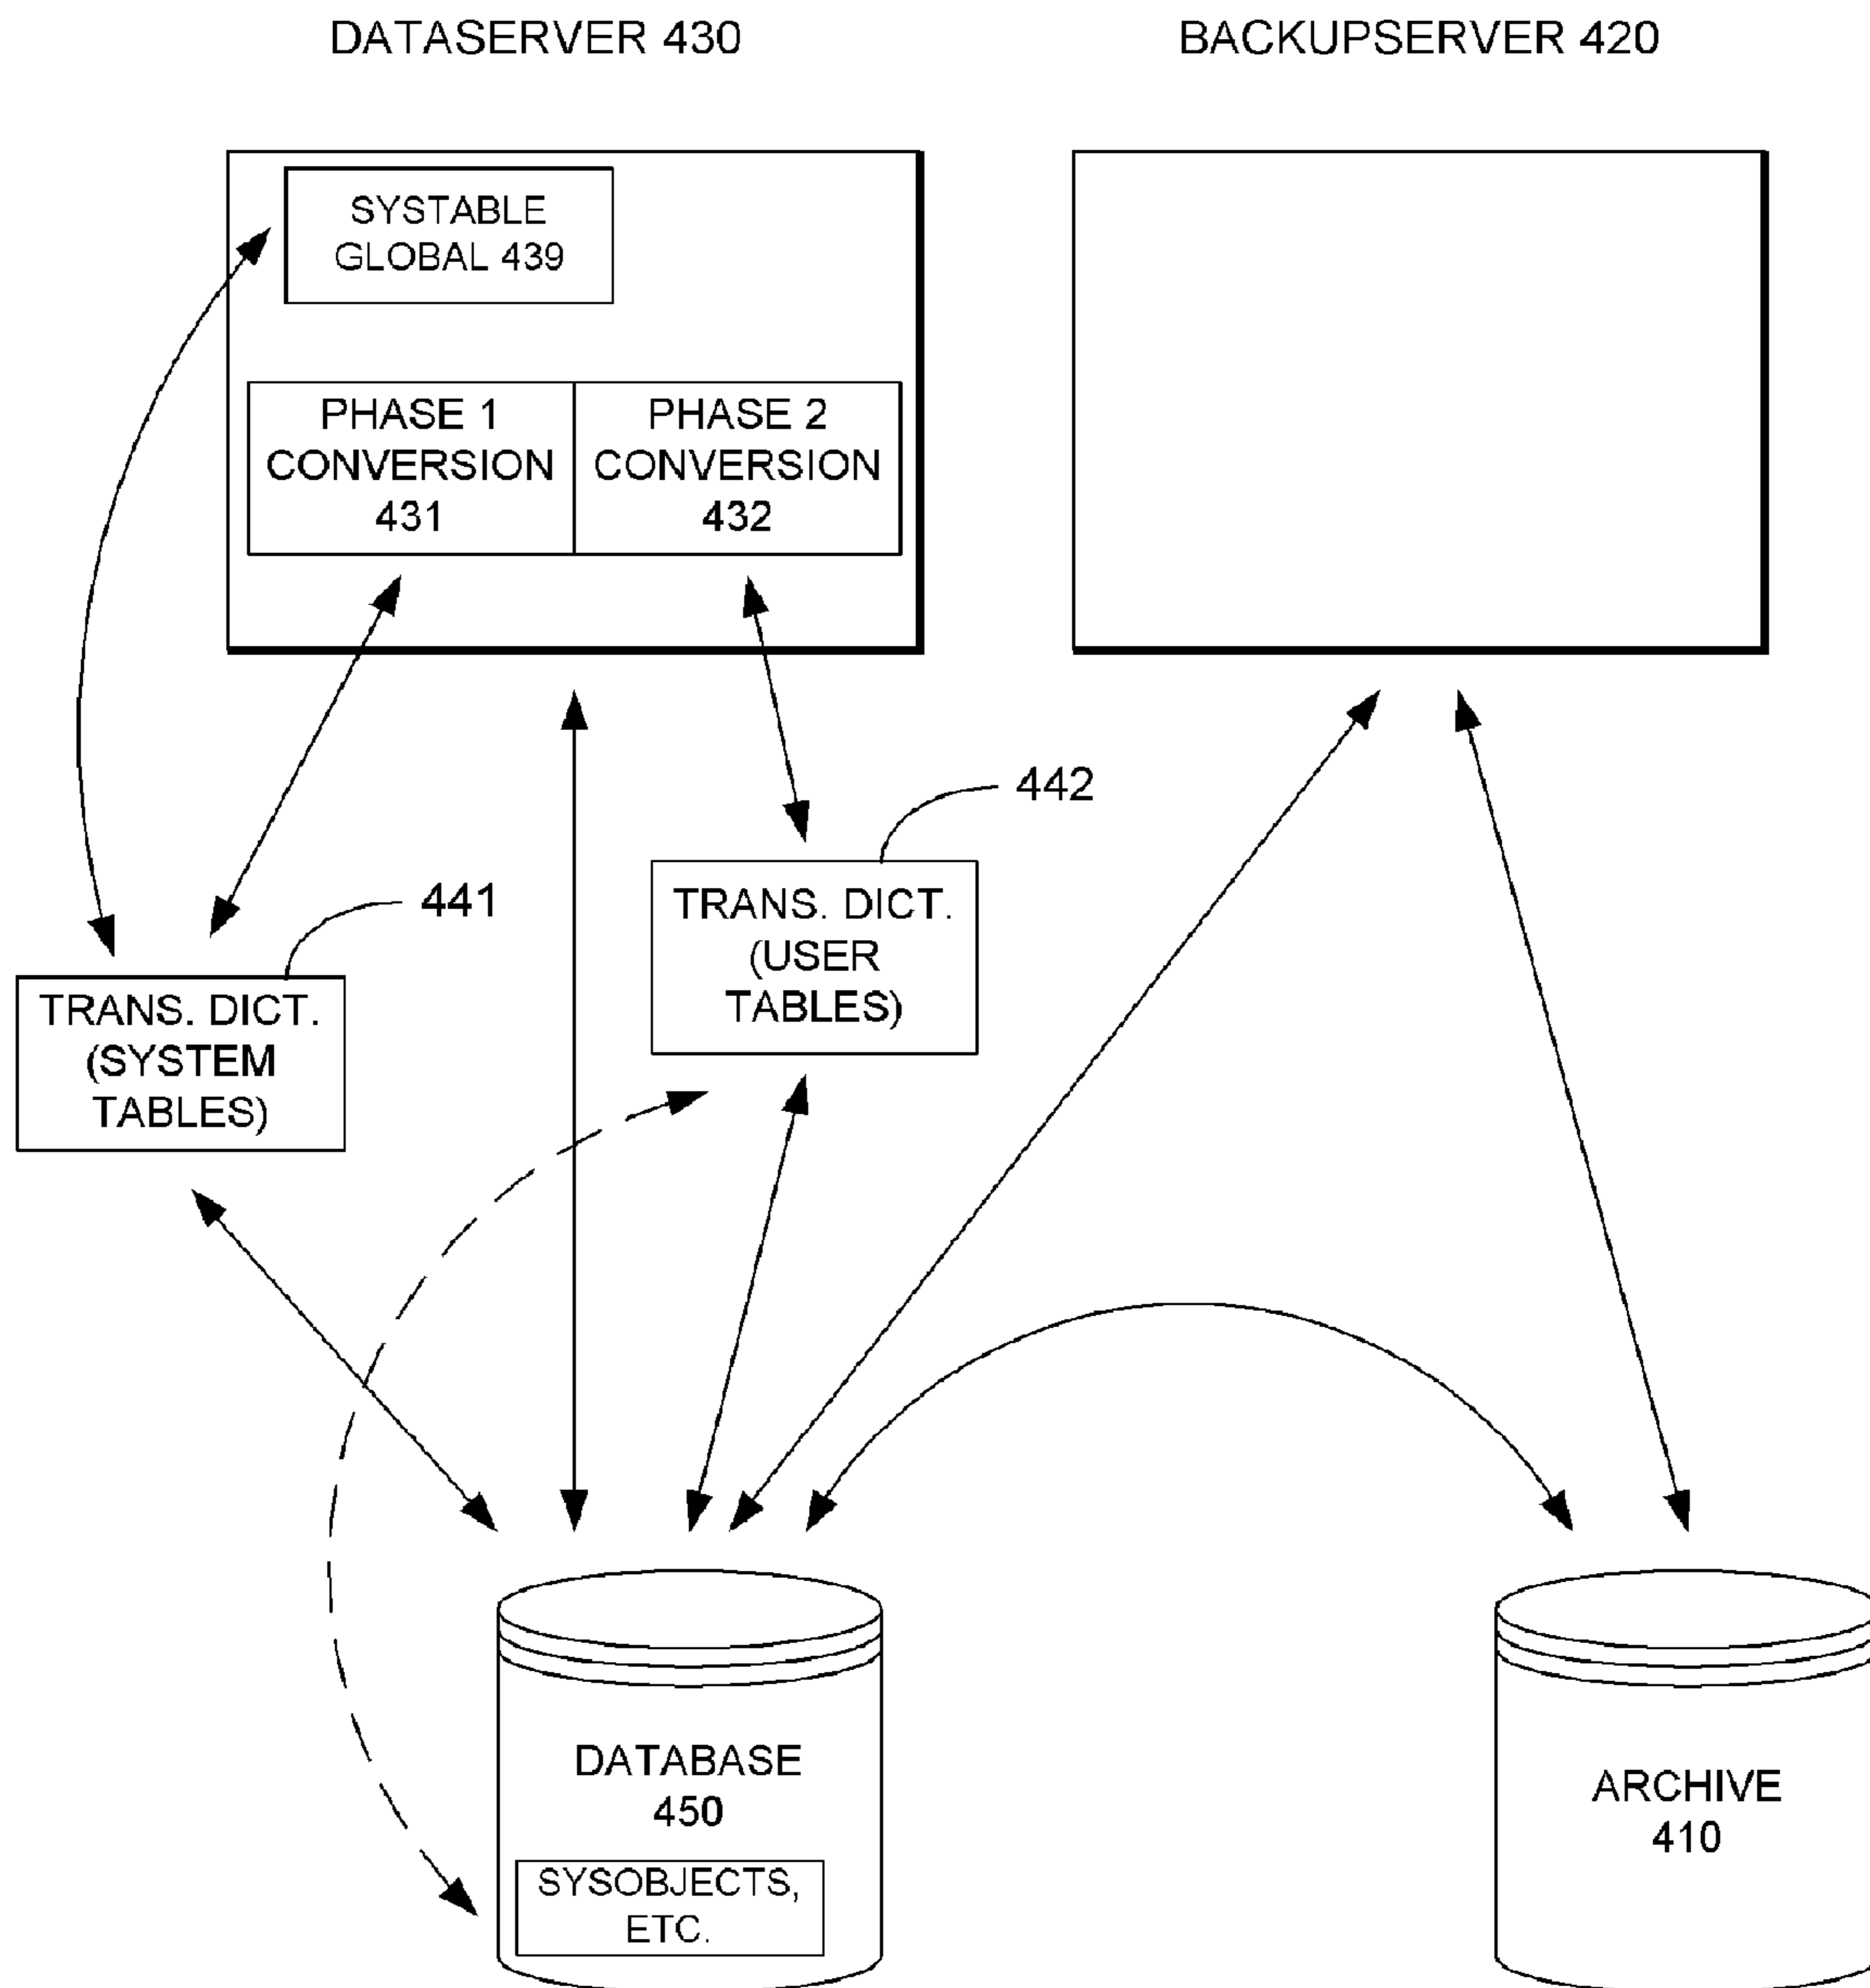 DATASERVER 430
BACKUPSERVER 420
SYSTABLE
GLOBAL 439
PHASE 1
CONVERSION
431
PHASE 2
CONVERSION
432
442
TRANS. DICT.
(USER
TABLES)
441
TRANS. DICT.
(SYSTEM
TABLES)
DATABASE
450
SYSOBJECTS,
ETC.
ARCHIVE
410